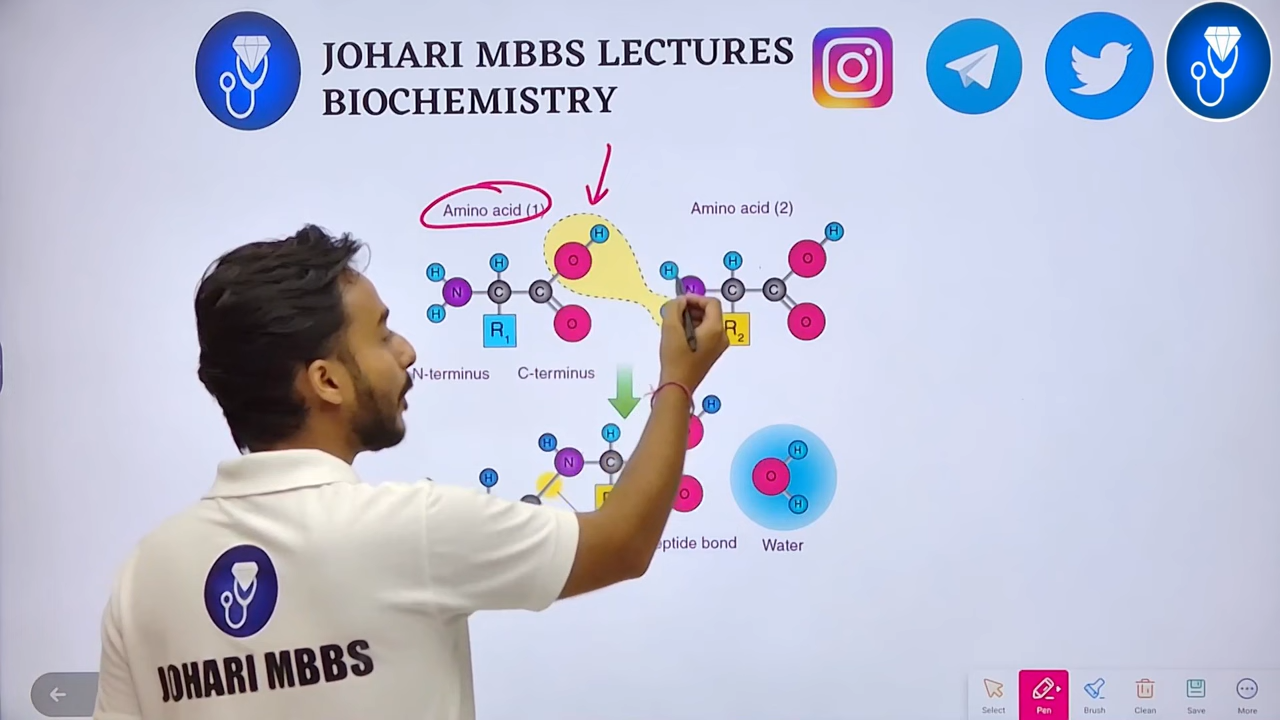 JOHARI MBBS LECTURES
BIOCHEMISTRY
Amino acid (1)
Amino acid (2)
H
H
H
H
H
H
N
C
C
O
N
C
C
O
H
R1
O
R2
O
N-terminus
C-terminus
H
H
H
H
N
C
O
H
H
O
H
Water
bond
JOHARI MBBS
Select
Pen
Brush
Clean
Save
More